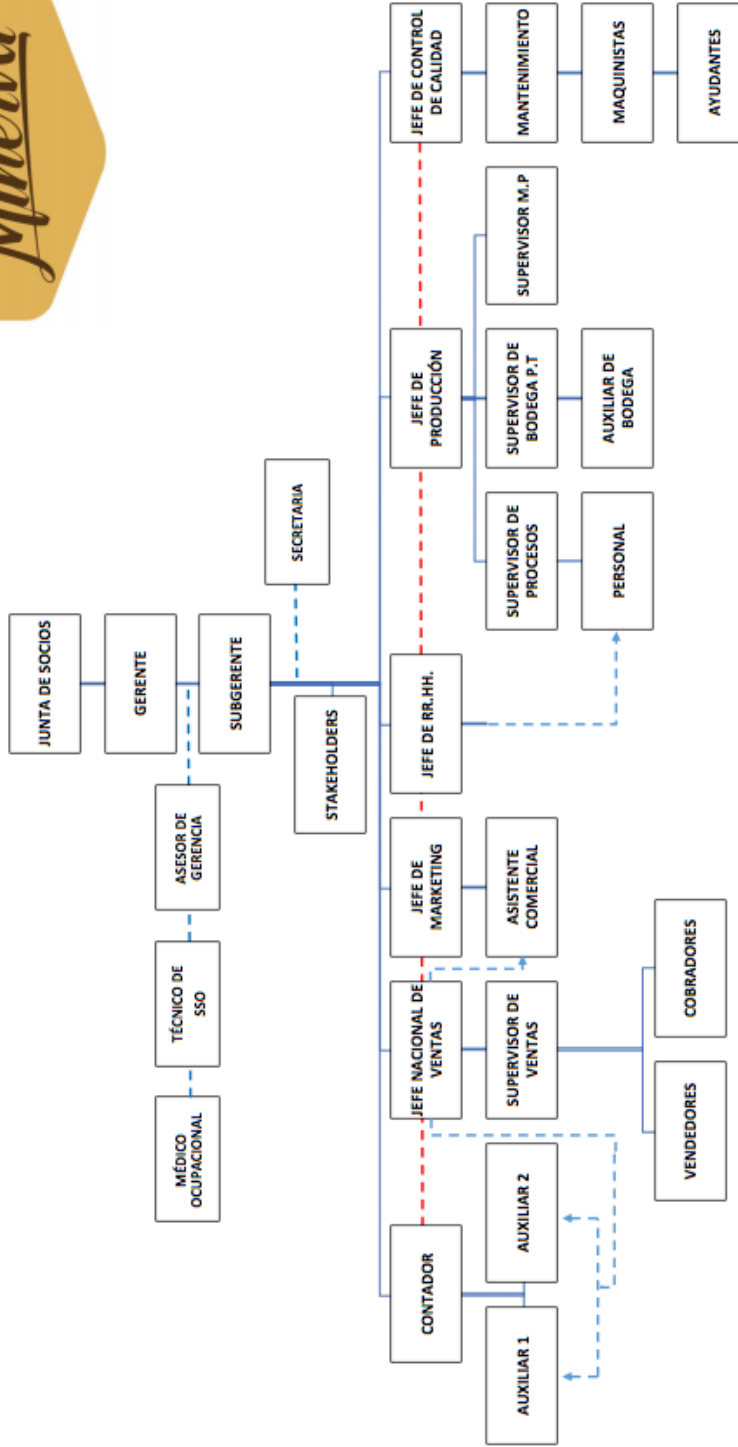 Minerva
JUNTA DE SOCIOS
GERENTE
SUBGERENTE
MÉDICO
OCUPACIONAL
TÉCNICO DE
SSO
ASESOR DE
GERENCIA
SECRETARIA
STAKEHOLDERS
CONTADOR
JEFE NACIONAL DE
VENTAS
JEFE DE
MARKETING
JEFE DE RR.HH.
JEFE DE
PRODUCCIÓN
JEFE DE CONTROL
DE CALIDAD
AUXILIAR 1
AUXILIAR 2
SUPERVISOR DE
VENTAS
ASISTENTE
COMERCIAL
SUPERVISOR DE
PROCESOS
SUPERVISOR DE
BODEGA P.T
SUPERVISOR M.P
MANTENIMIENTO
PERSONAL
AUXILIAR DE
BODEGA
MAQUINISTAS
VENDEDORES
COBRADORES
AYUDANTES